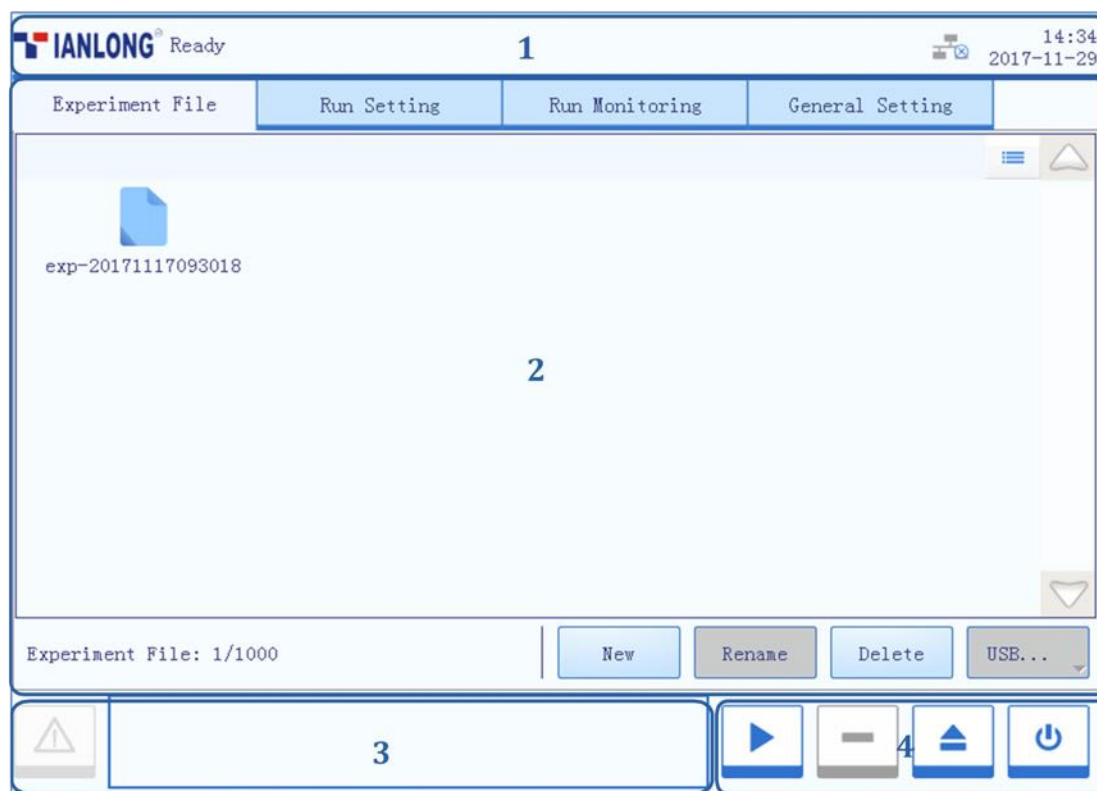 TIANLONG® Ready
1
14:34
2017-11-29
Experiment File
Run Setting
Run Monitoring
General Setting
exp-20171117093018
2
Experiment File: 1/1000
New
Rename
Delete
USB...
3
4